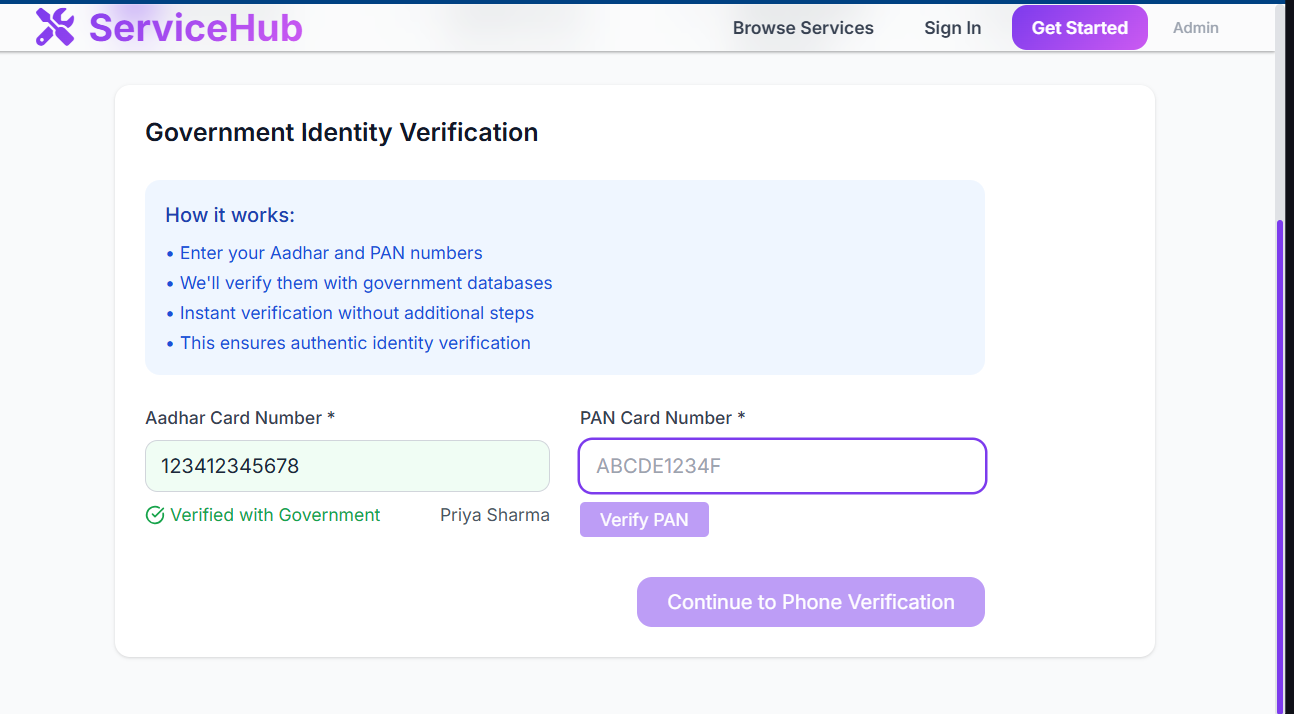 ServiceHub
Browse Services
Sign In
Get Started
Admin
Government Identity Verification
How it works:
• Enter your Aadhar and PAN numbers
• We'll verify them with government databases
• Instant verification without additional steps
• This ensures authentic identity verification
Aadhar Card Number *
123412345678
Verified with Government
Priya Sharma
PAN Card Number *
ABCDE1234F
Verify PAN
Continue to Phone Verification